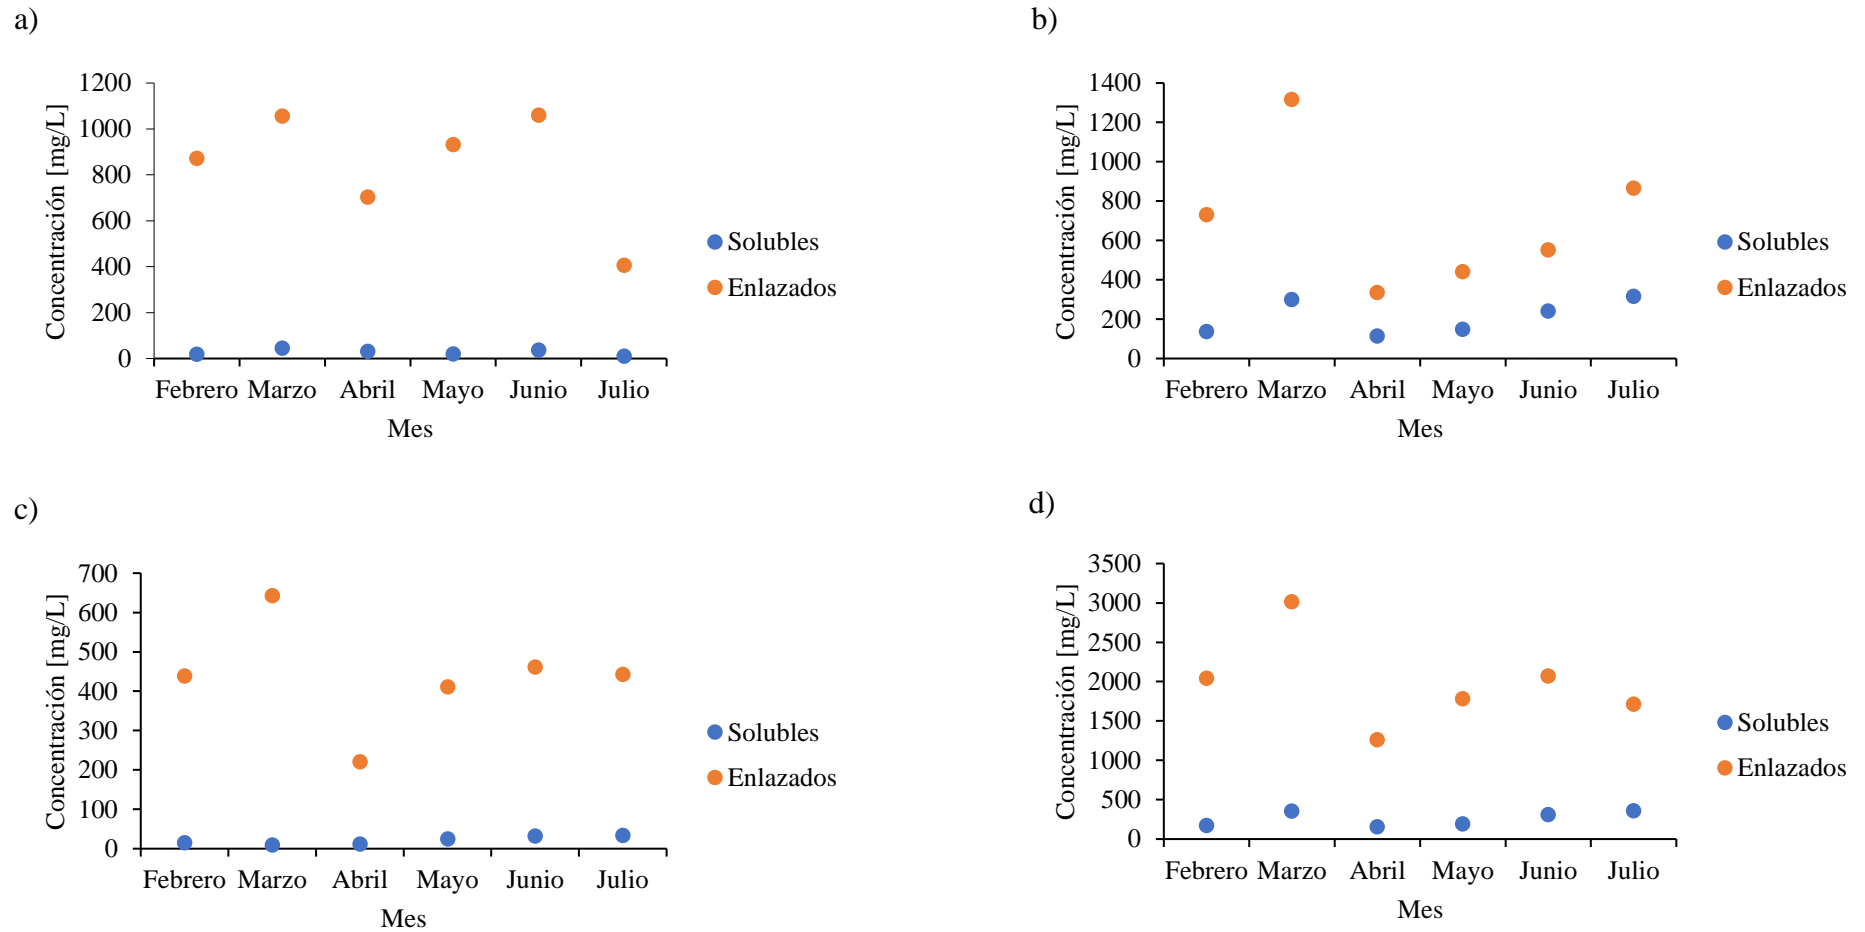 a)
1200
1000
800
600
400
200
0
Concentración [mg/L]
Febrero Marzo Abril Mayo Junio Julio
Mes
Solubles
Enlazados
b)
1400
1200
1000
800
600
400
200
0
Concentración [mg/L]
Febrero Marzo Abril Mayo Junio Julio
Mes
Solubles
Enlazados
c)
700
600
500
400
300
200
100
0
Concentración [mg/L]
Febrero Marzo Abril Mayo Junio Julio
Mes
Solubles
Enlazados
d)
3500
3000
2500
2000
1500
1000
500
0
Concentración [mg/L]
Febrero Marzo Abril Mayo Junio Julio
Mes
Solubles
Enlazados